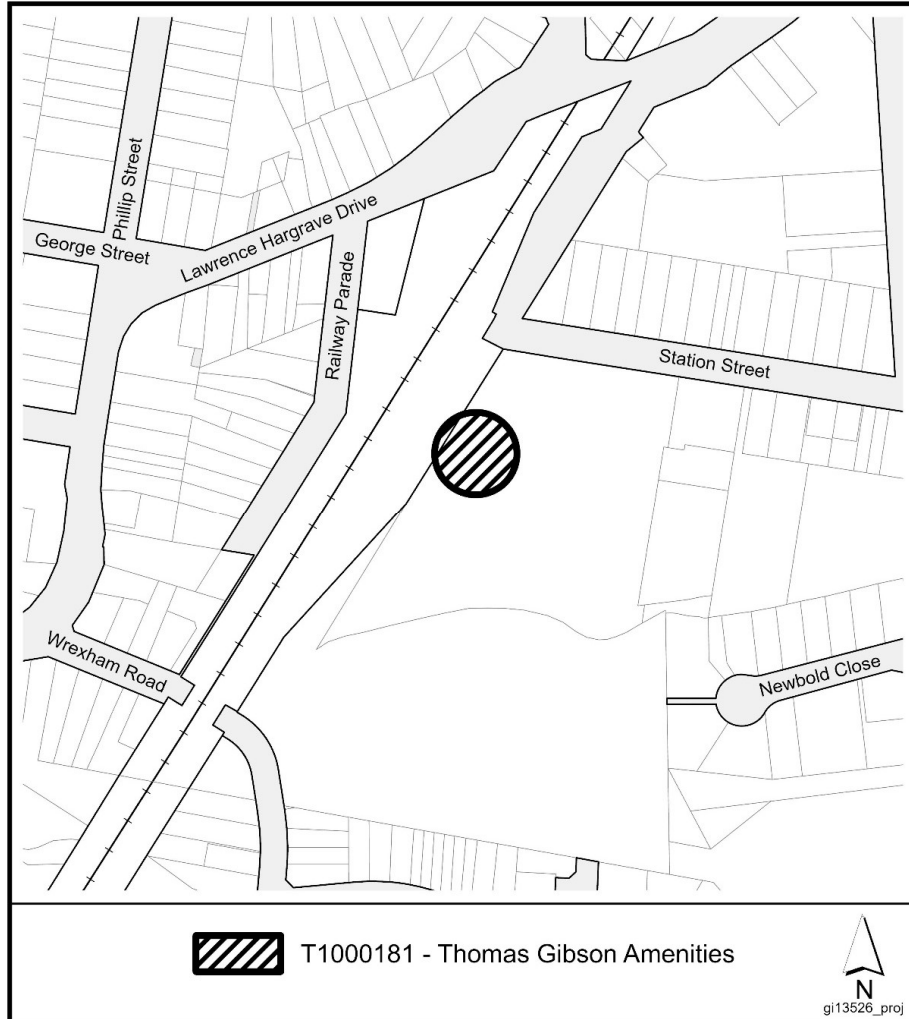 Phillip Street
George Street
Lawrence Hargrave Drive
Railway Parade
Station Street
Wrexham Road
Newbold Close
T1000181 - Thomas Gibson Amenities
N
gi13526_proj